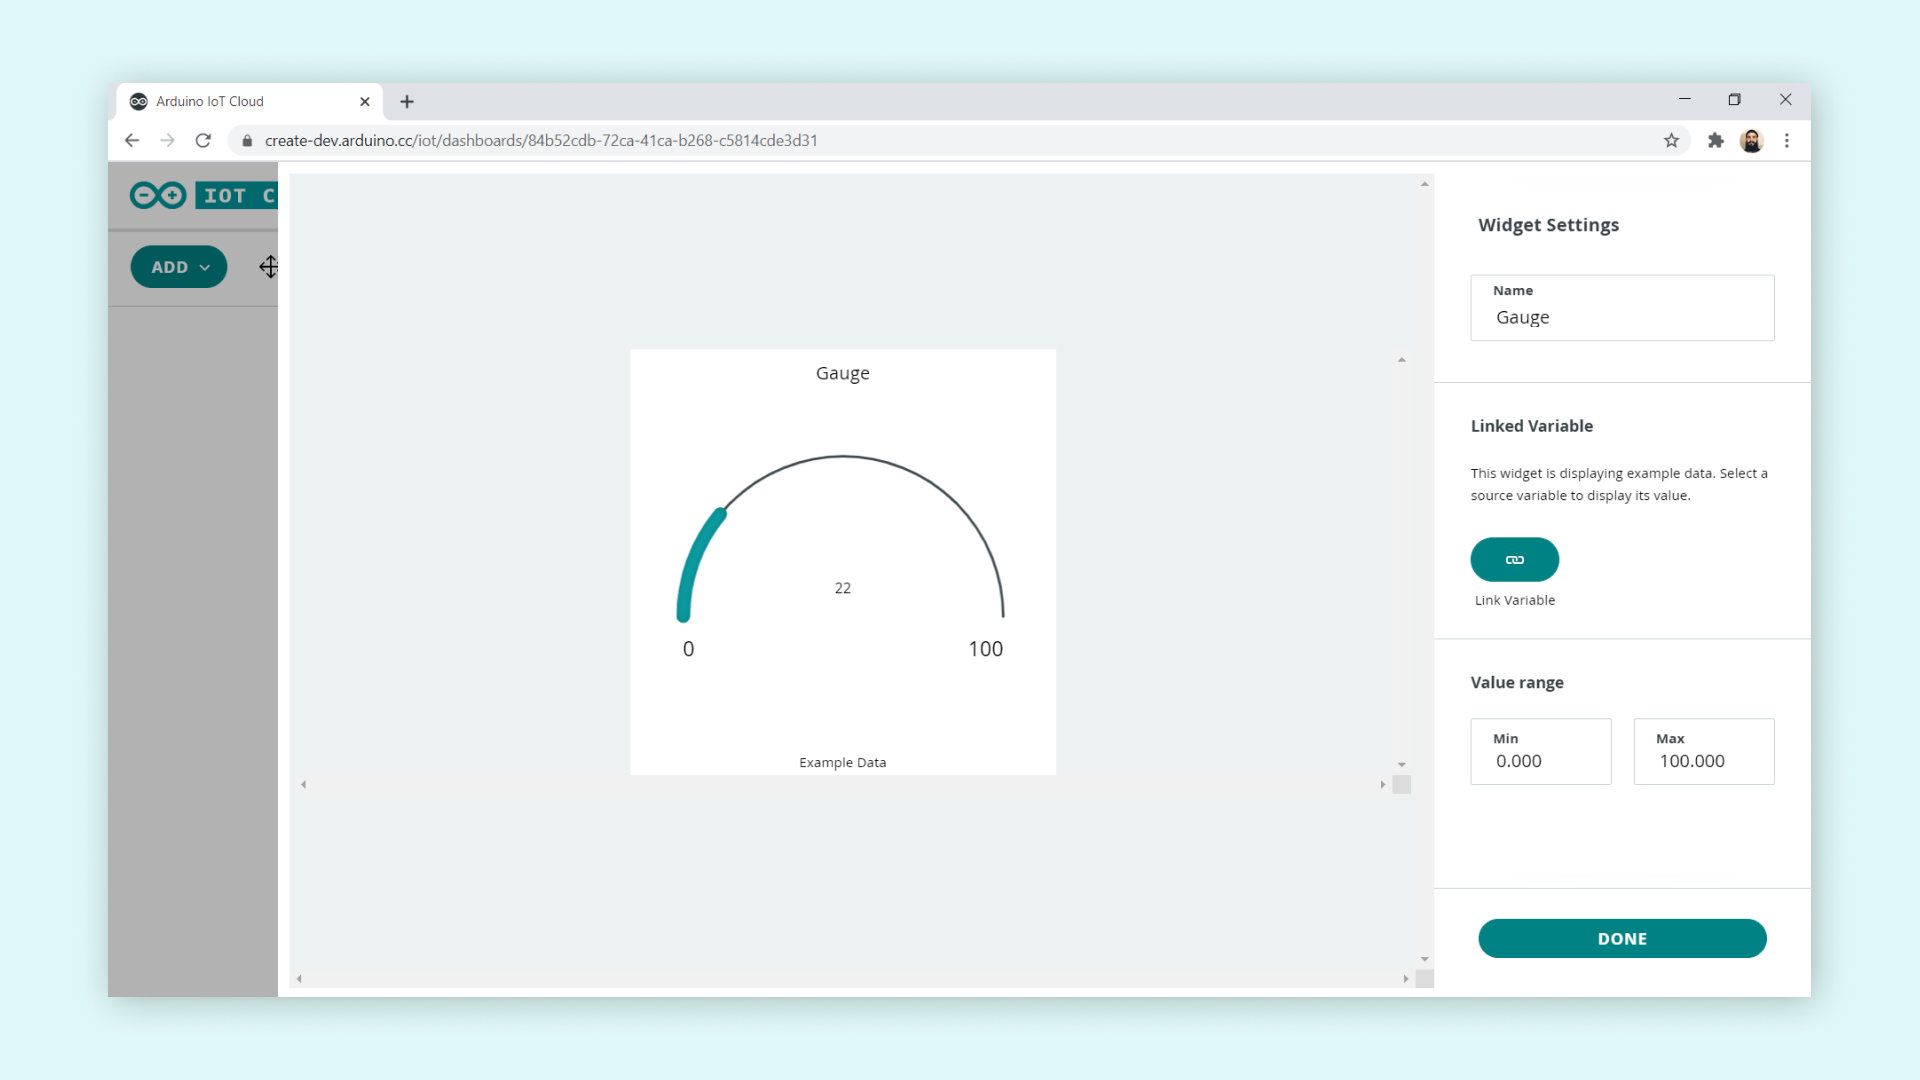 Arduino IoT Cloud
create-dev.arduino.cc/iot/dashboards/84b52cdb-72ca-41ca-b268-c5814cde3d31
IOT C
ADD
Gauge
22
0
100
Example Data
Widget Settings
Name
Gauge
Linked Variable
This widget is displaying example data. Select a
source variable to display its value.
Link Variable
Value range
Min
0.000
Max
100.000
DONE